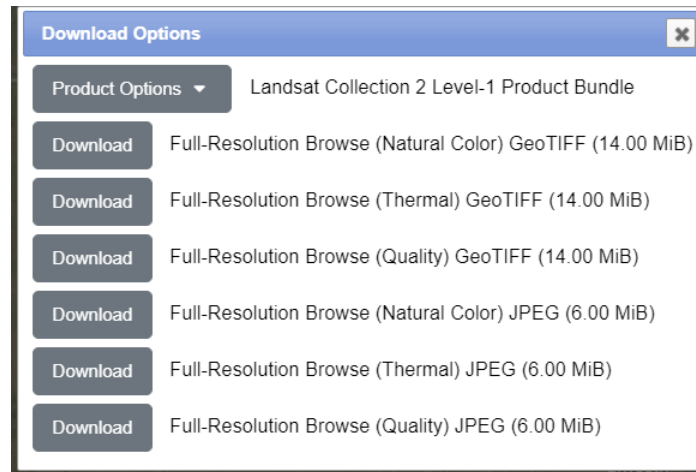 Download Options
Product Options Landsat Collection 2 Level-1 Product Bundle
Download Full-Resolution Browse (Natural Color) GeoTIFF (14.00 MiB)
Download Full-Resolution Browse (Thermal) GeoTIFF (14.00 MiB)
Download Full-Resolution Browse (Quality) GeoTIFF (14.00 MiB)
Download Full-Resolution Browse (Natural Color) JPEG (6.00 MiB)
Download Full-Resolution Browse (Thermal) JPEG (6.00 MiB)
Download Full-Resolution Browse (Quality) JPEG (6.00 MiB)